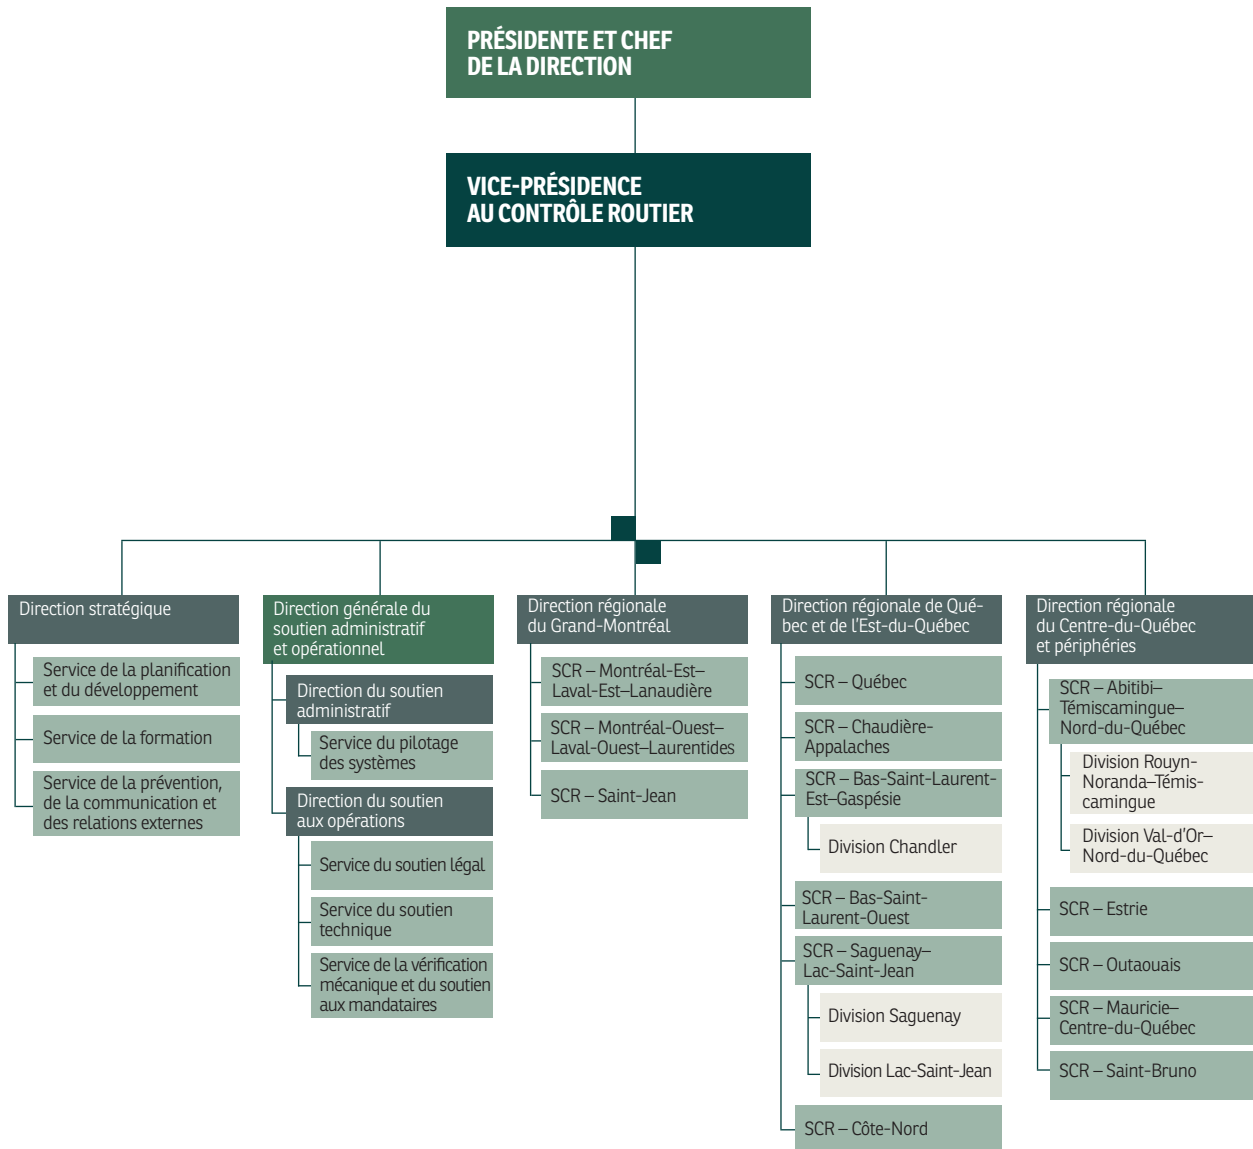 PRÉSIDENTE ET CHEF
DE LA DIRECTION
VICE-PRÉSIDENCE
AU CONTRÔLE ROUTIER
Direction stratégique
Service de la planification
et du développement
Service de la formation
Service de la prévention,
de la communication et
des relations externes
Direction générale du
soutien administratif
et opérationnel
Direction du soutien
administratif
Service du pilotage
des systèmes
Direction du soutien
aux opérations
Service du soutien légal
Service du soutien
technique
Service de la vérification
mécanique et du soutien
aux mandataires
Direction régionale
du Grand-Montréal
SCR – Montréal-Est–
Laval-Est–Lanaudière
SCR – Montréal-Ouest–
Laval-Ouest–Laurentides
SCR – Saint-Jean
Direction régionale de Qué-
bec et de l'Est-du-Québec
SCR – Québec
SCR – Chaudière-
Appalaches
SCR – Bas-Saint-Laurent-
Est–Gaspésie
Division Chandler
SCR – Bas-Saint-
Laurent-Ouest
SCR – Saguenay–
Lac-Saint-Jean
Division Saguenay
Division Lac-Saint-Jean
SCR – Côte-Nord
Direction régionale
du Centre-du-Québec
et périphéries
SCR – Abitibi–
Témiscamingue–
Nord-du-Québec
Division Rouyn-
Noranda–Témis-
camingue
Division Val-d'Or–
Nord-du-Québec
SCR – Estrie
SCR – Outaouais
SCR – Mauricie–
Centre-du-Québec
SCR – Saint-Bruno